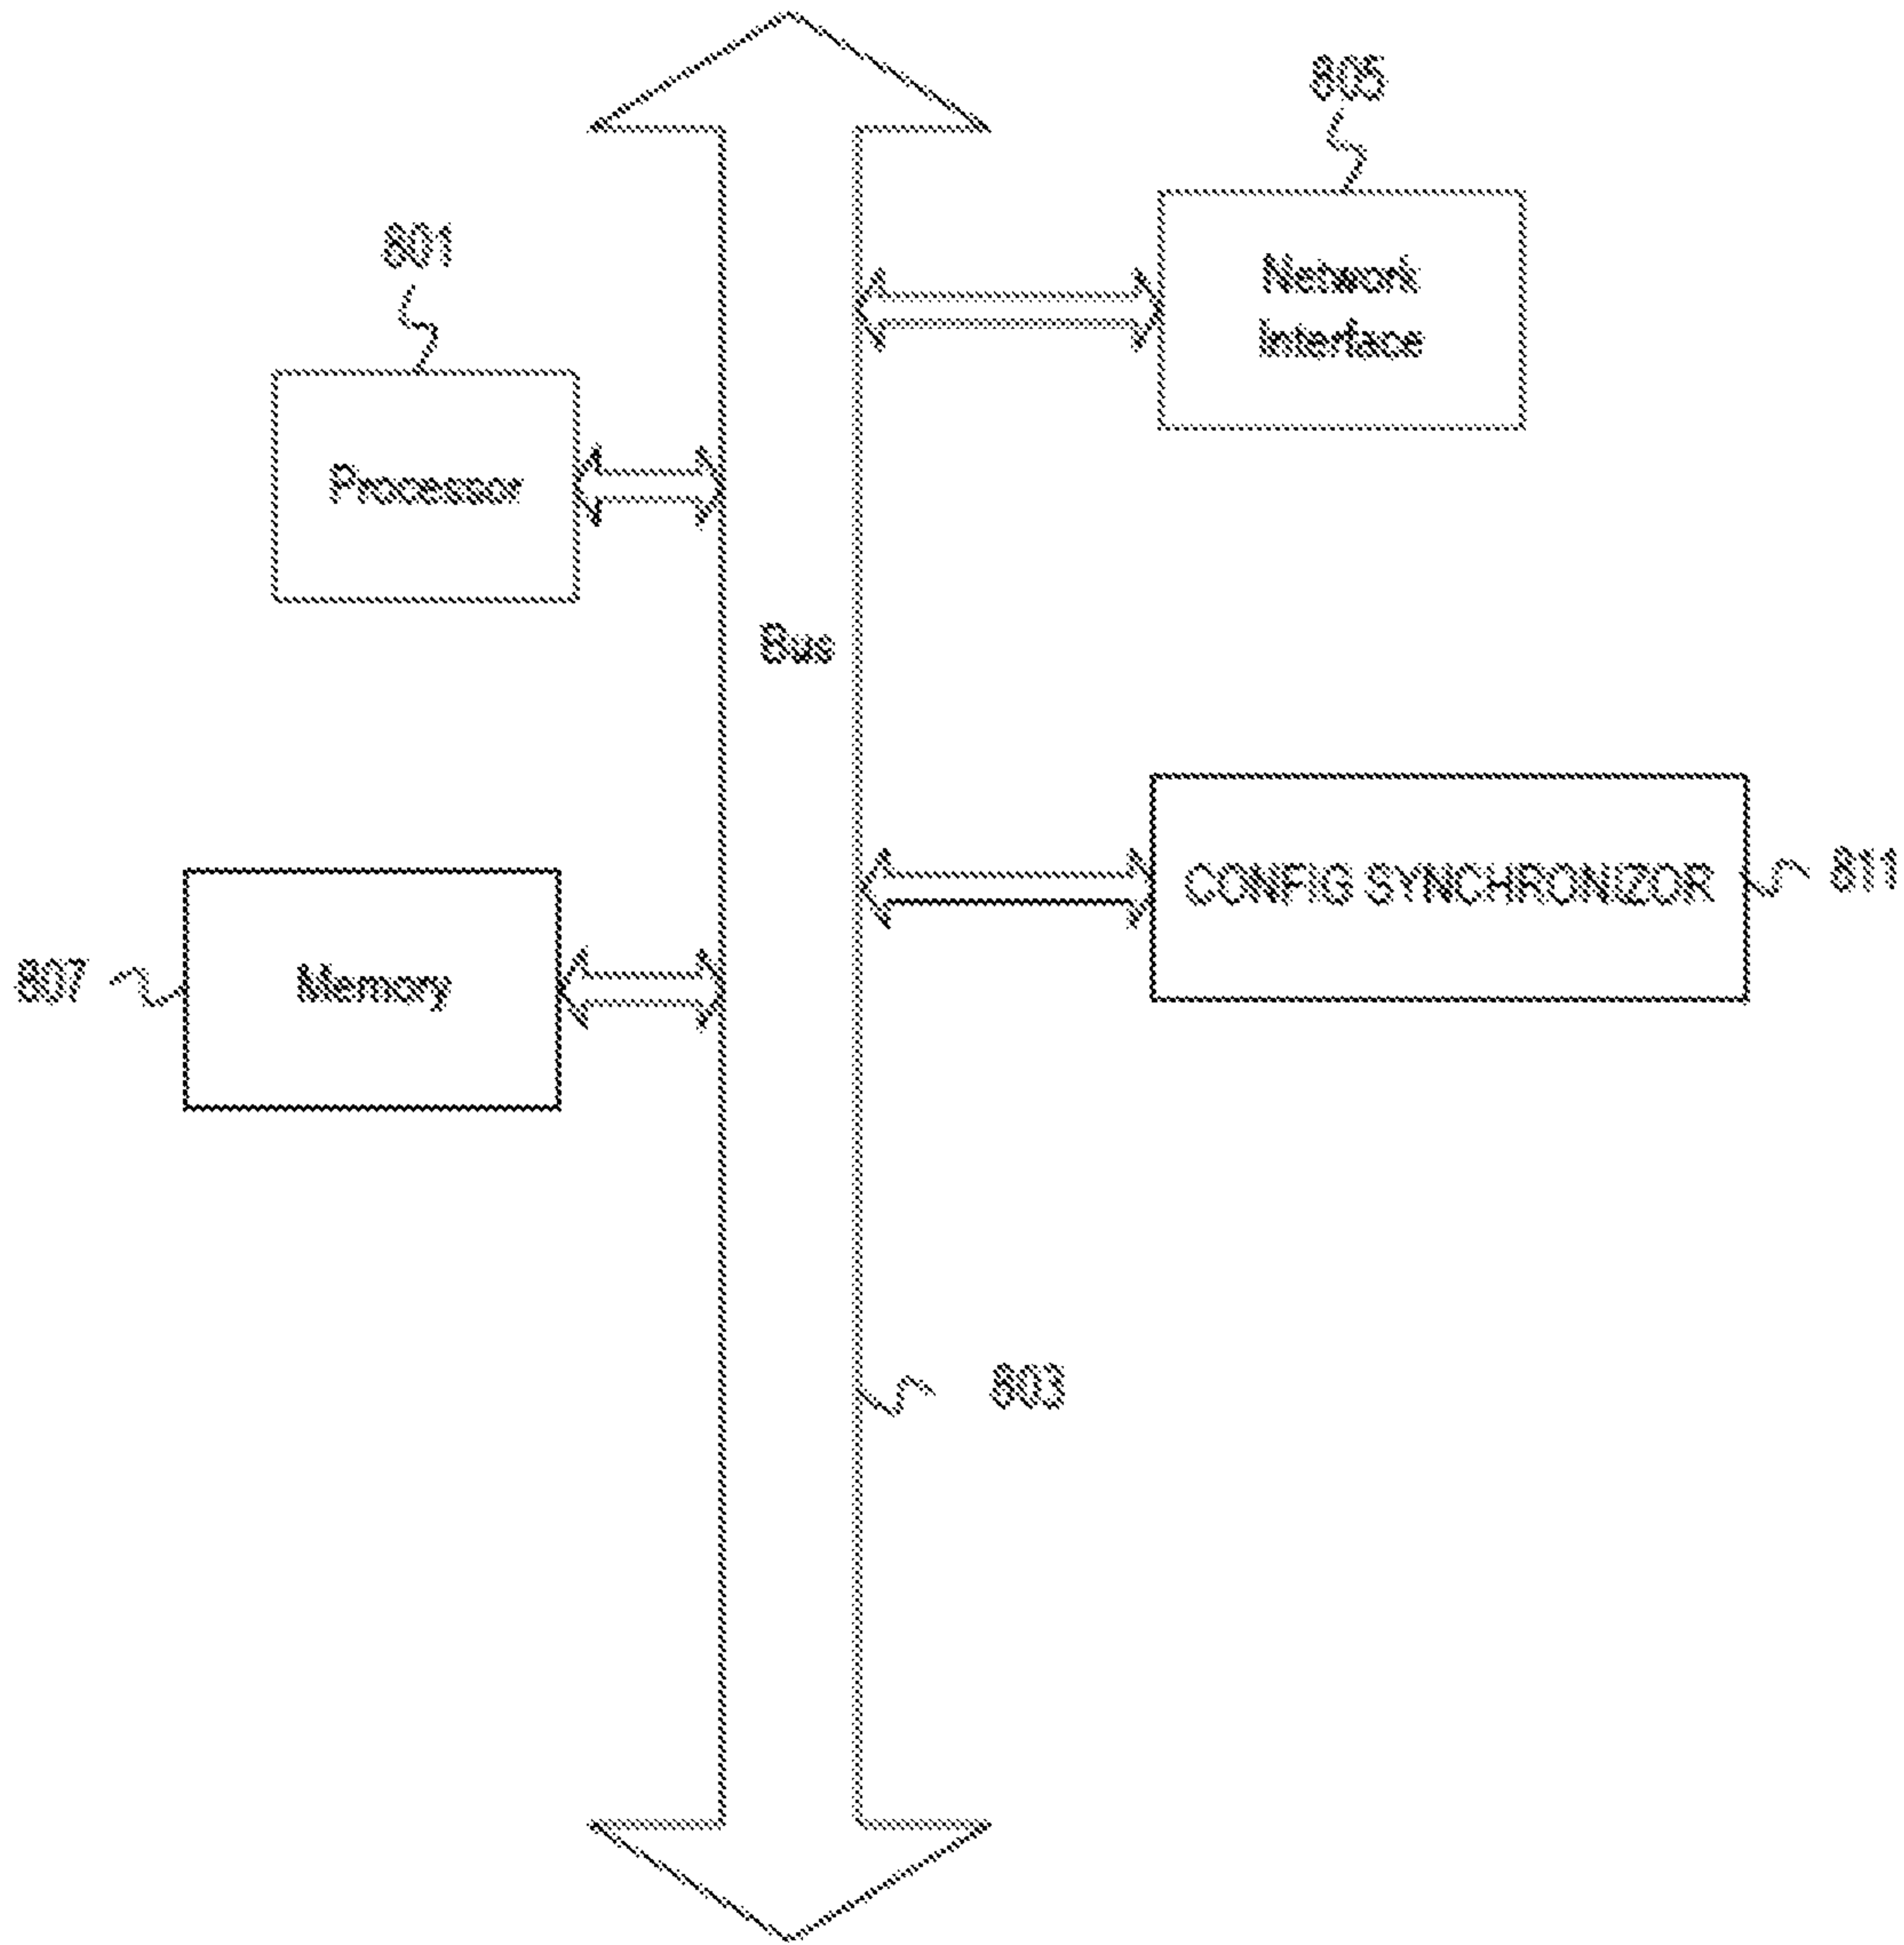 805
801
Network
Interface
Processor
Bus
CONFIG SYNCHRONIZOR
811
807
Memory
803